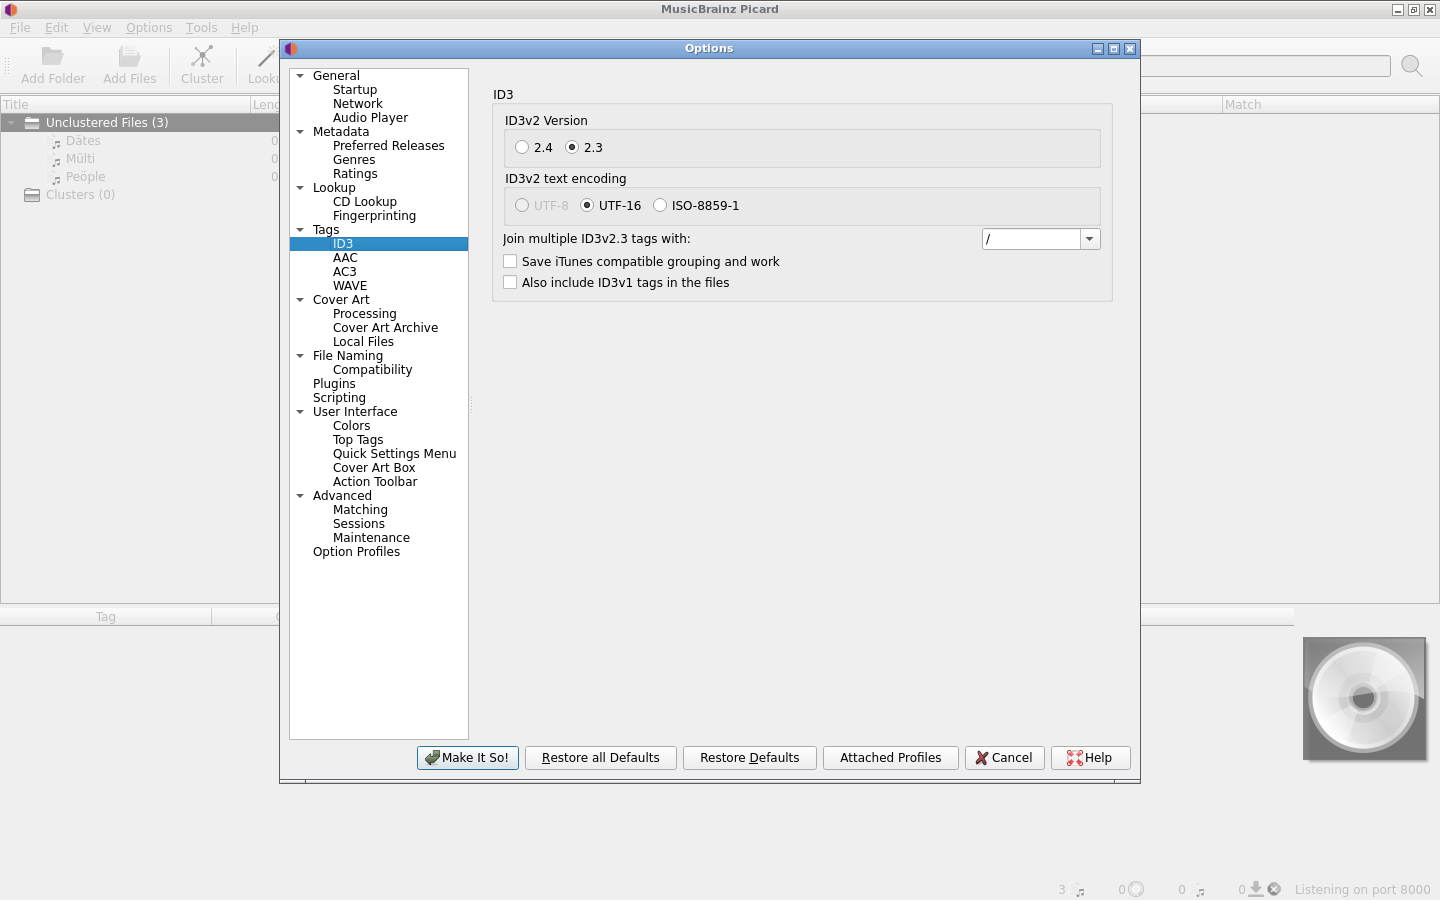 MusicBrainz Picard
File Edit View Options Tools Help
Options
Add Folder Add Files Cluster
Title
Match
Unclustered Files (3)
Dätes 0
Mülti 0
Peöple 0
Clusters (0)
General
Startup
Network
Audio Player
Metadata
Preferred Releases
Genres
Ratings
Lookup
CD Lookup
Fingerprinting
Tags
ID3
AAC
AC3
WAVE
Cover Art
Processing
Cover Art Archive
Local Files
File Naming
Compatibility
Plugins
Scripting
User Interface
Colors
Top Tags
Quick Settings Menu
Cover Art Box
Action Toolbar
Advanced
Matching
Sessions
Maintenance
Option Profiles
ID3
ID3v2 Version
2.4 2.3
ID3v2 text encoding
UTF-8 UTF-16 ISO-8859-1
Join multiple ID3v2.3 tags with: /
Save iTunes compatible grouping and work
Also include ID3v1 tags in the files
Tag
Make It So! Restore all Defaults Restore Defaults Attached Profiles Cancel Help
3 0 0 0 Listening on port 8000